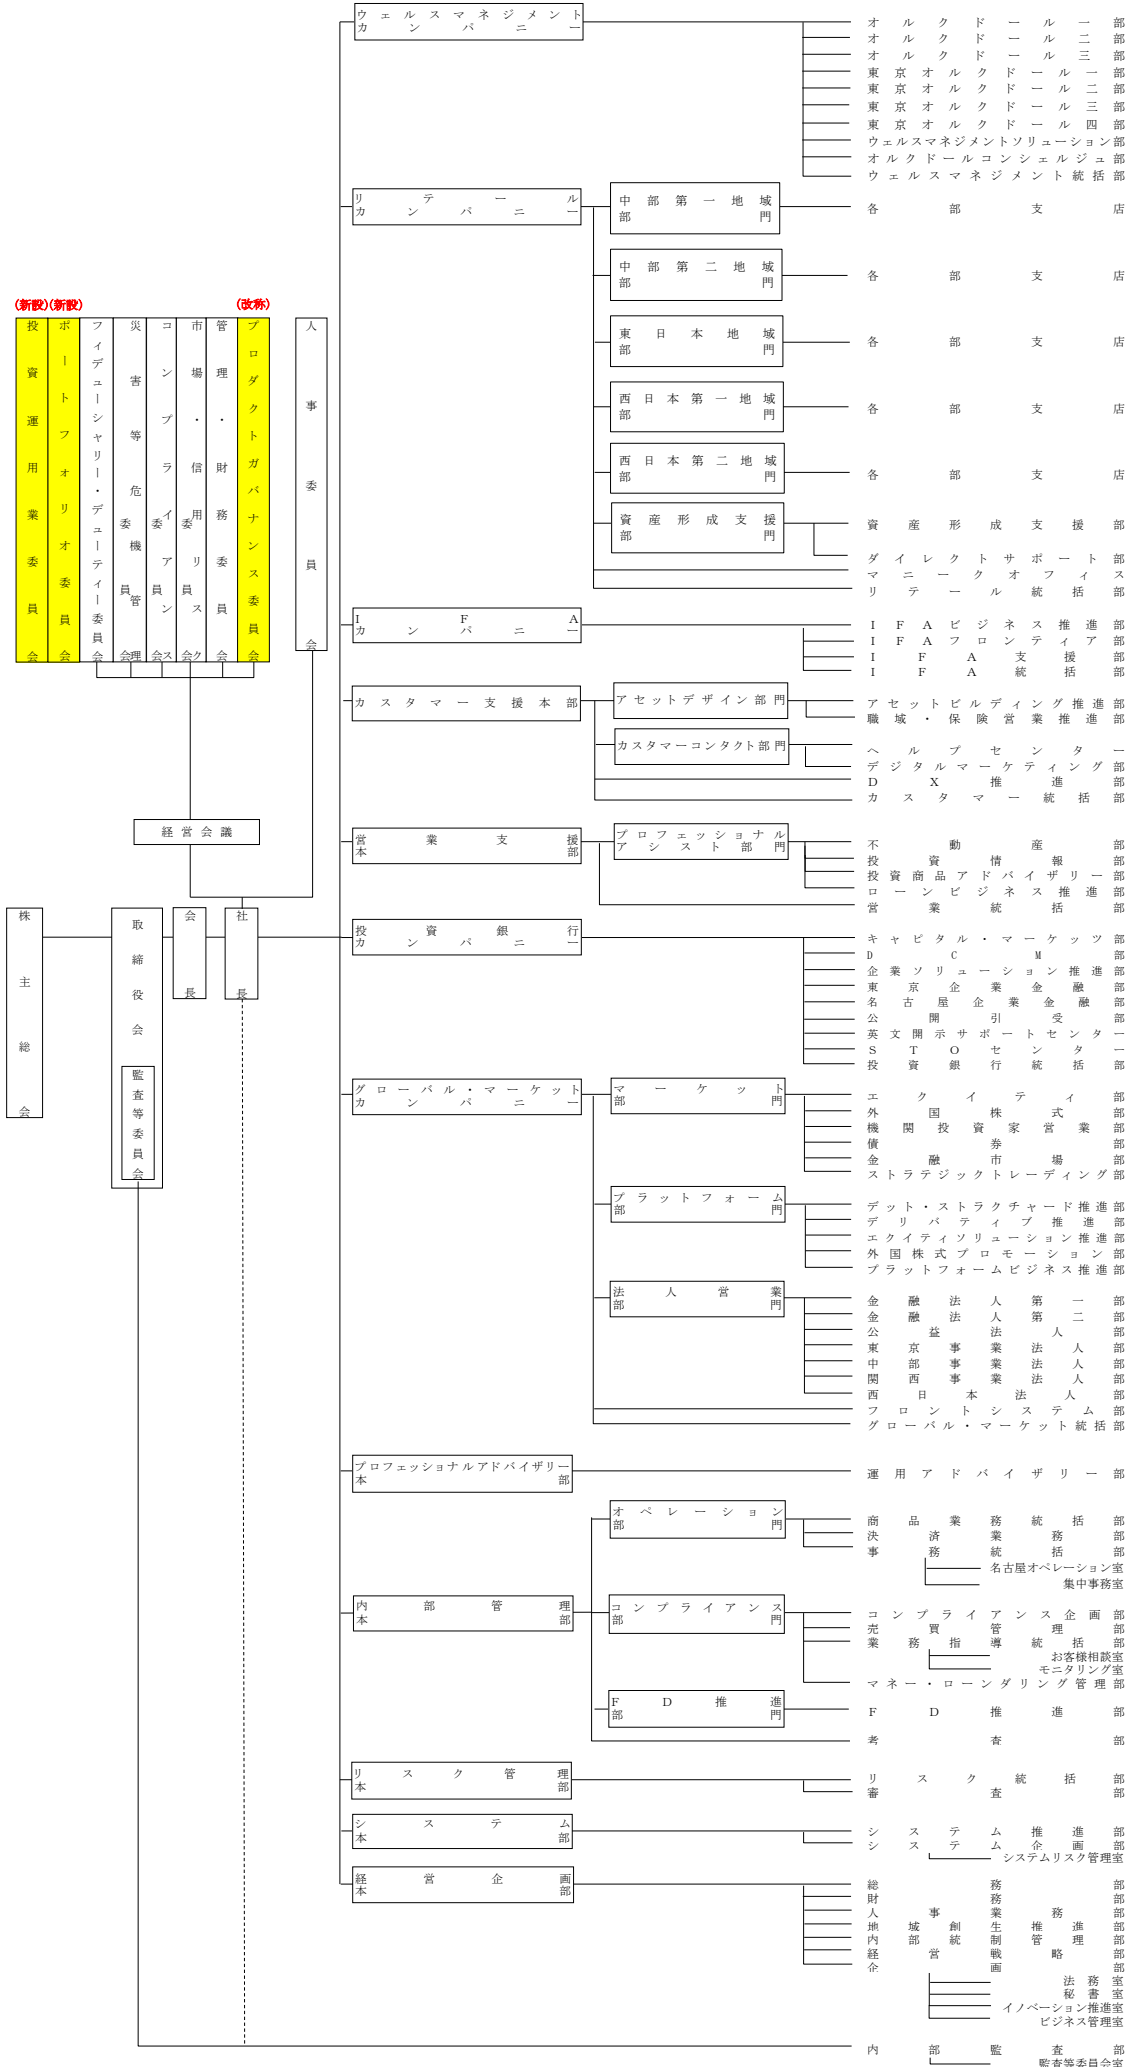 ウェルスマネジメント
カンパニー
オルクドール一部
オルクドール二部
オルクドール三部
東京オルクドール一部
東京オルクドール二部
東京オルクドール三部
東京オルクドール四部
ウェルスマネジメントソリューション部
オルクドールコンシェルジュ部
ウェルスマネジメント統括部
リテール
カンパニー
中部第一地域
部門
各部支店
中部第二地域
部門
各部支店
東日本地域
部門
各部支店
西日本第一地域
部門
各部支店
西日本第二地域
部門
各部支店
資産形成支援
部門
資産形成支援部
ダイレクトサポート部
マニークオフィス
リテール統括部
(新設)
(新設)
(改称)
投資運用業委員会
ポートフォリオ委員会
フィデューシャリー・デューティー委員会
災害等危機管理
委員会
コンプライアンス
委員会
市場・信用リスク
委員会
管理・財務委員会
プロダクトガバナンス委員会
人事委員会
IFA
カンパニー
IFAビジネス推進部
IFAフロンティア部
IFA支援部
IFA統括部
カスタマー支援本部
アセットデザイン部門
アセットビルディング推進部
職域・保険営業推進部
カスタマーコンタクト部門
ヘルプセンター
デジタルマーケティング部
DX推進部
カスタマー統括部
経営会議
営業支援
本部
プロフェッショナル
アシスト部門
不動産部
投資情報部
投資商品アドバイザリー部
ローンビジネス推進部
営業統括部
株主総会
取締役会
監査等委員会
会長
社長
投資銀行
カンパニー
キャピタル・マーケッツ部
DCM部
企業ソリューション推進部
東京企業金融部
名古屋企業金融部
公開引受部
英文開示サポートセンター
STOセンター
投資銀行統括部
グローバル・マーケット
カンパニー
マーケット
部門
エクイティ部
外国株式部
機関投資家営業部
債券部
金融市場部
ストラテジックトレーディング部
プラットフォーム
部門
デット・ストラクチャード推進部
デリバティブ推進部
エクイティソリューション推進部
外国株式プロモーション部
プラットフォームビジネス推進部
法人営業
部門
金融法人第一部
金融法人第二部
公益法人部
東京事業法人部
中部事業法人部
関西事業法人部
西日本法人部
フロントシステム部
グローバル・マーケット統括部
プロフェッショナルアドバイザリー
本部
運用アドバイザリー部
内部管理
本部
オペレーション
部門
商品業務統括部
決済業務部
事務統括部
名古屋オペレーション室
集中事務室
コンプライアンス
部門
コンプライアンス企画部
売買管理部
業務指導統括部
お客様相談室
モニタリング室
マネー・ローンダリング管理部
FD推進
部門
FD推進部
考査部
リスク管理
本部
リスク統括部
審査部
システム
本部
システム推進部
システム企画部
システムリスク管理室
経営企画
本部
総務部
財務部
人事業務部
地域創生推進部
内部統制管理部
経営戦略部
企画部
法務室
秘書室
イノベーション推進室
ビジネス管理室
内部監査部
監査等委員会室